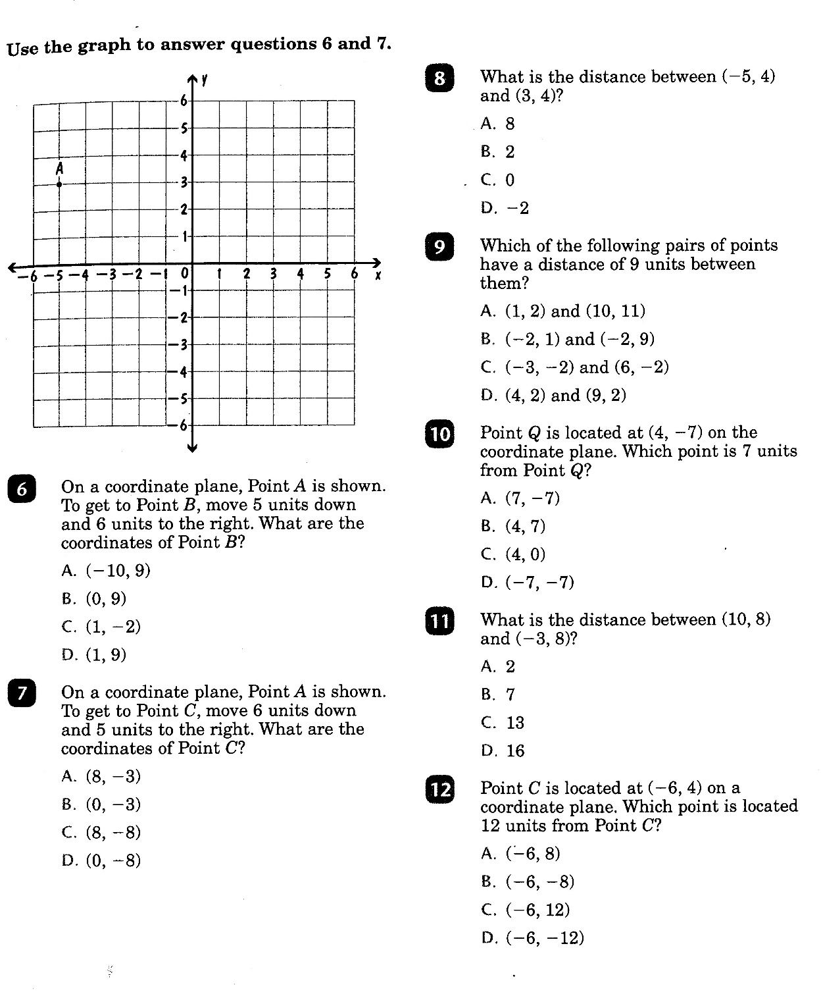 Use the graph to answer questions 6 and 7.
y
6
5
4
A
3
2
1
−6 −5 −4 −3 −2 −1 0 1 2 3 4 5 6 x
−1
−2
−3
−4
−5
−6
6 On a coordinate plane, Point A is shown.
To get to Point B, move 5 units down
and 6 units to the right. What are the
coordinates of Point B?
A. (−10, 9)
B. (0, 9)
C. (1, −2)
D. (1, 9)
7 On a coordinate plane, Point A is shown.
To get to Point C, move 6 units down
and 5 units to the right. What are the
coordinates of Point C?
A. (8, −3)
B. (0, −3)
C. (8, −8)
D. (0, −8)
8 What is the distance between (−5, 4)
and (3, 4)?
A. 8
B. 2
C. 0
D. −2
9 Which of the following pairs of points
have a distance of 9 units between
them?
A. (1, 2) and (10, 11)
B. (−2, 1) and (−2, 9)
C. (−3, −2) and (6, −2)
D. (4, 2) and (9, 2)
10 Point Q is located at (4, −7) on the
coordinate plane. Which point is 7 units
from Point Q?
A. (7, −7)
B. (4, 7)
C. (4, 0)
D. (−7, −7)
11 What is the distance between (10, 8)
and (−3, 8)?
A. 2
B. 7
C. 13
D. 16
12 Point C is located at (−6, 4) on a
coordinate plane. Which point is located
12 units from Point C?
A. (−6, 8)
B. (−6, −8)
C. (−6, 12)
D. (−6, −12)